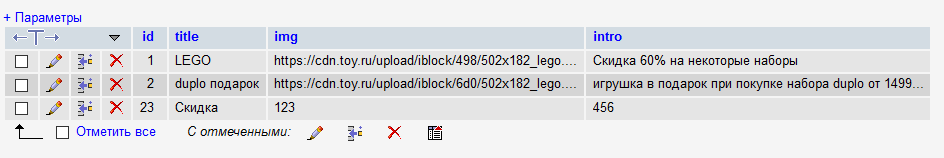 + Параметры
←T→ id title img intro
1 LEGO https://cdn.toy.ru/upload/iblock/498/502x182_lego.... Скидка 60% на некоторые наборы
2 duplo подарок https://cdn.toy.ru/upload/iblock/6d0/502x182_lego.... игрушка в подарок при покупке набора duplo от 1499...
23 Скидка 123 456
Отметить все С отмеченными: